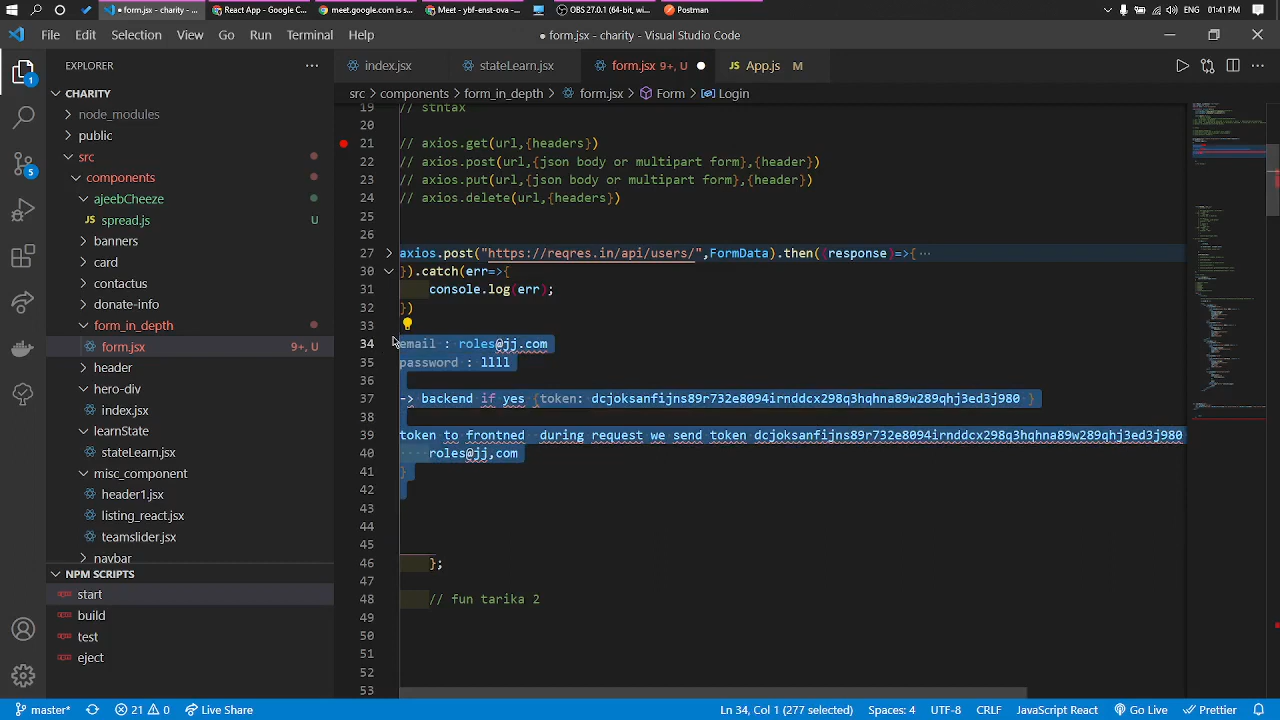 form.jsx - charity - ...
React App - Google C...
meet.google.com is s...
Meet - ybf-enst-ova ...
OBS 27.0.1 (64-bit, w...
Postman
ENG
01:41 PM
File Edit Selection View Go Run Terminal Help
● form.jsx - charity - Visual Studio Code
EXPLORER
index.jsx
stateLearn.jsx
form.jsx 9+, U
App.js M
src > components > form_in_depth > form.jsx > Form > Login
CHARITY
node_modules
public
src
components
ajeebCheeze
spread.js U
banners
card
contactus
donate-info
form_in_depth
form.jsx 9+, U
header
hero-div
index.jsx
learnState
stateLearn.jsx
misc_component
header1.jsx
listing_react.jsx
teamslider.jsx
navbar
NPM SCRIPTS
start
build
test
eject
1
5
19 // stntax
20
21 // axios.get(url,{headers})
22 // axios.post(url,{json body or multipart form},{header})
23 // axios.put(url,{json body or multipart form},{header})
24 // axios.delete(url,{headers})
25
26
27 axios.post("https://reqres.in/api/users/",FormData).then((response)=>{ ...
30 }).catch(err=>{
31 console.log(err);
32 })
33
34 email : roles@jj.com
35 password : llll
36
37 -> backend if yes {token: dcjoksanfijns89r732e8094irnddcx298q3hqhna89w289qhj3ed3j980 }
38
39 token to frontned  during request we send token dcjoksanfijns89r732e8094irnddcx298q3hqhna89w289qhj3ed3j980
40 roles@jj,com
41 }
42
43
44
45
46 };
47
48 // fun tarika 2
49
50
51
52
53
master*
21 0
Live Share
Ln 34, Col 1 (277 selected)
Spaces: 4
UTF-8
CRLF
JavaScript React
Go Live
Prettier